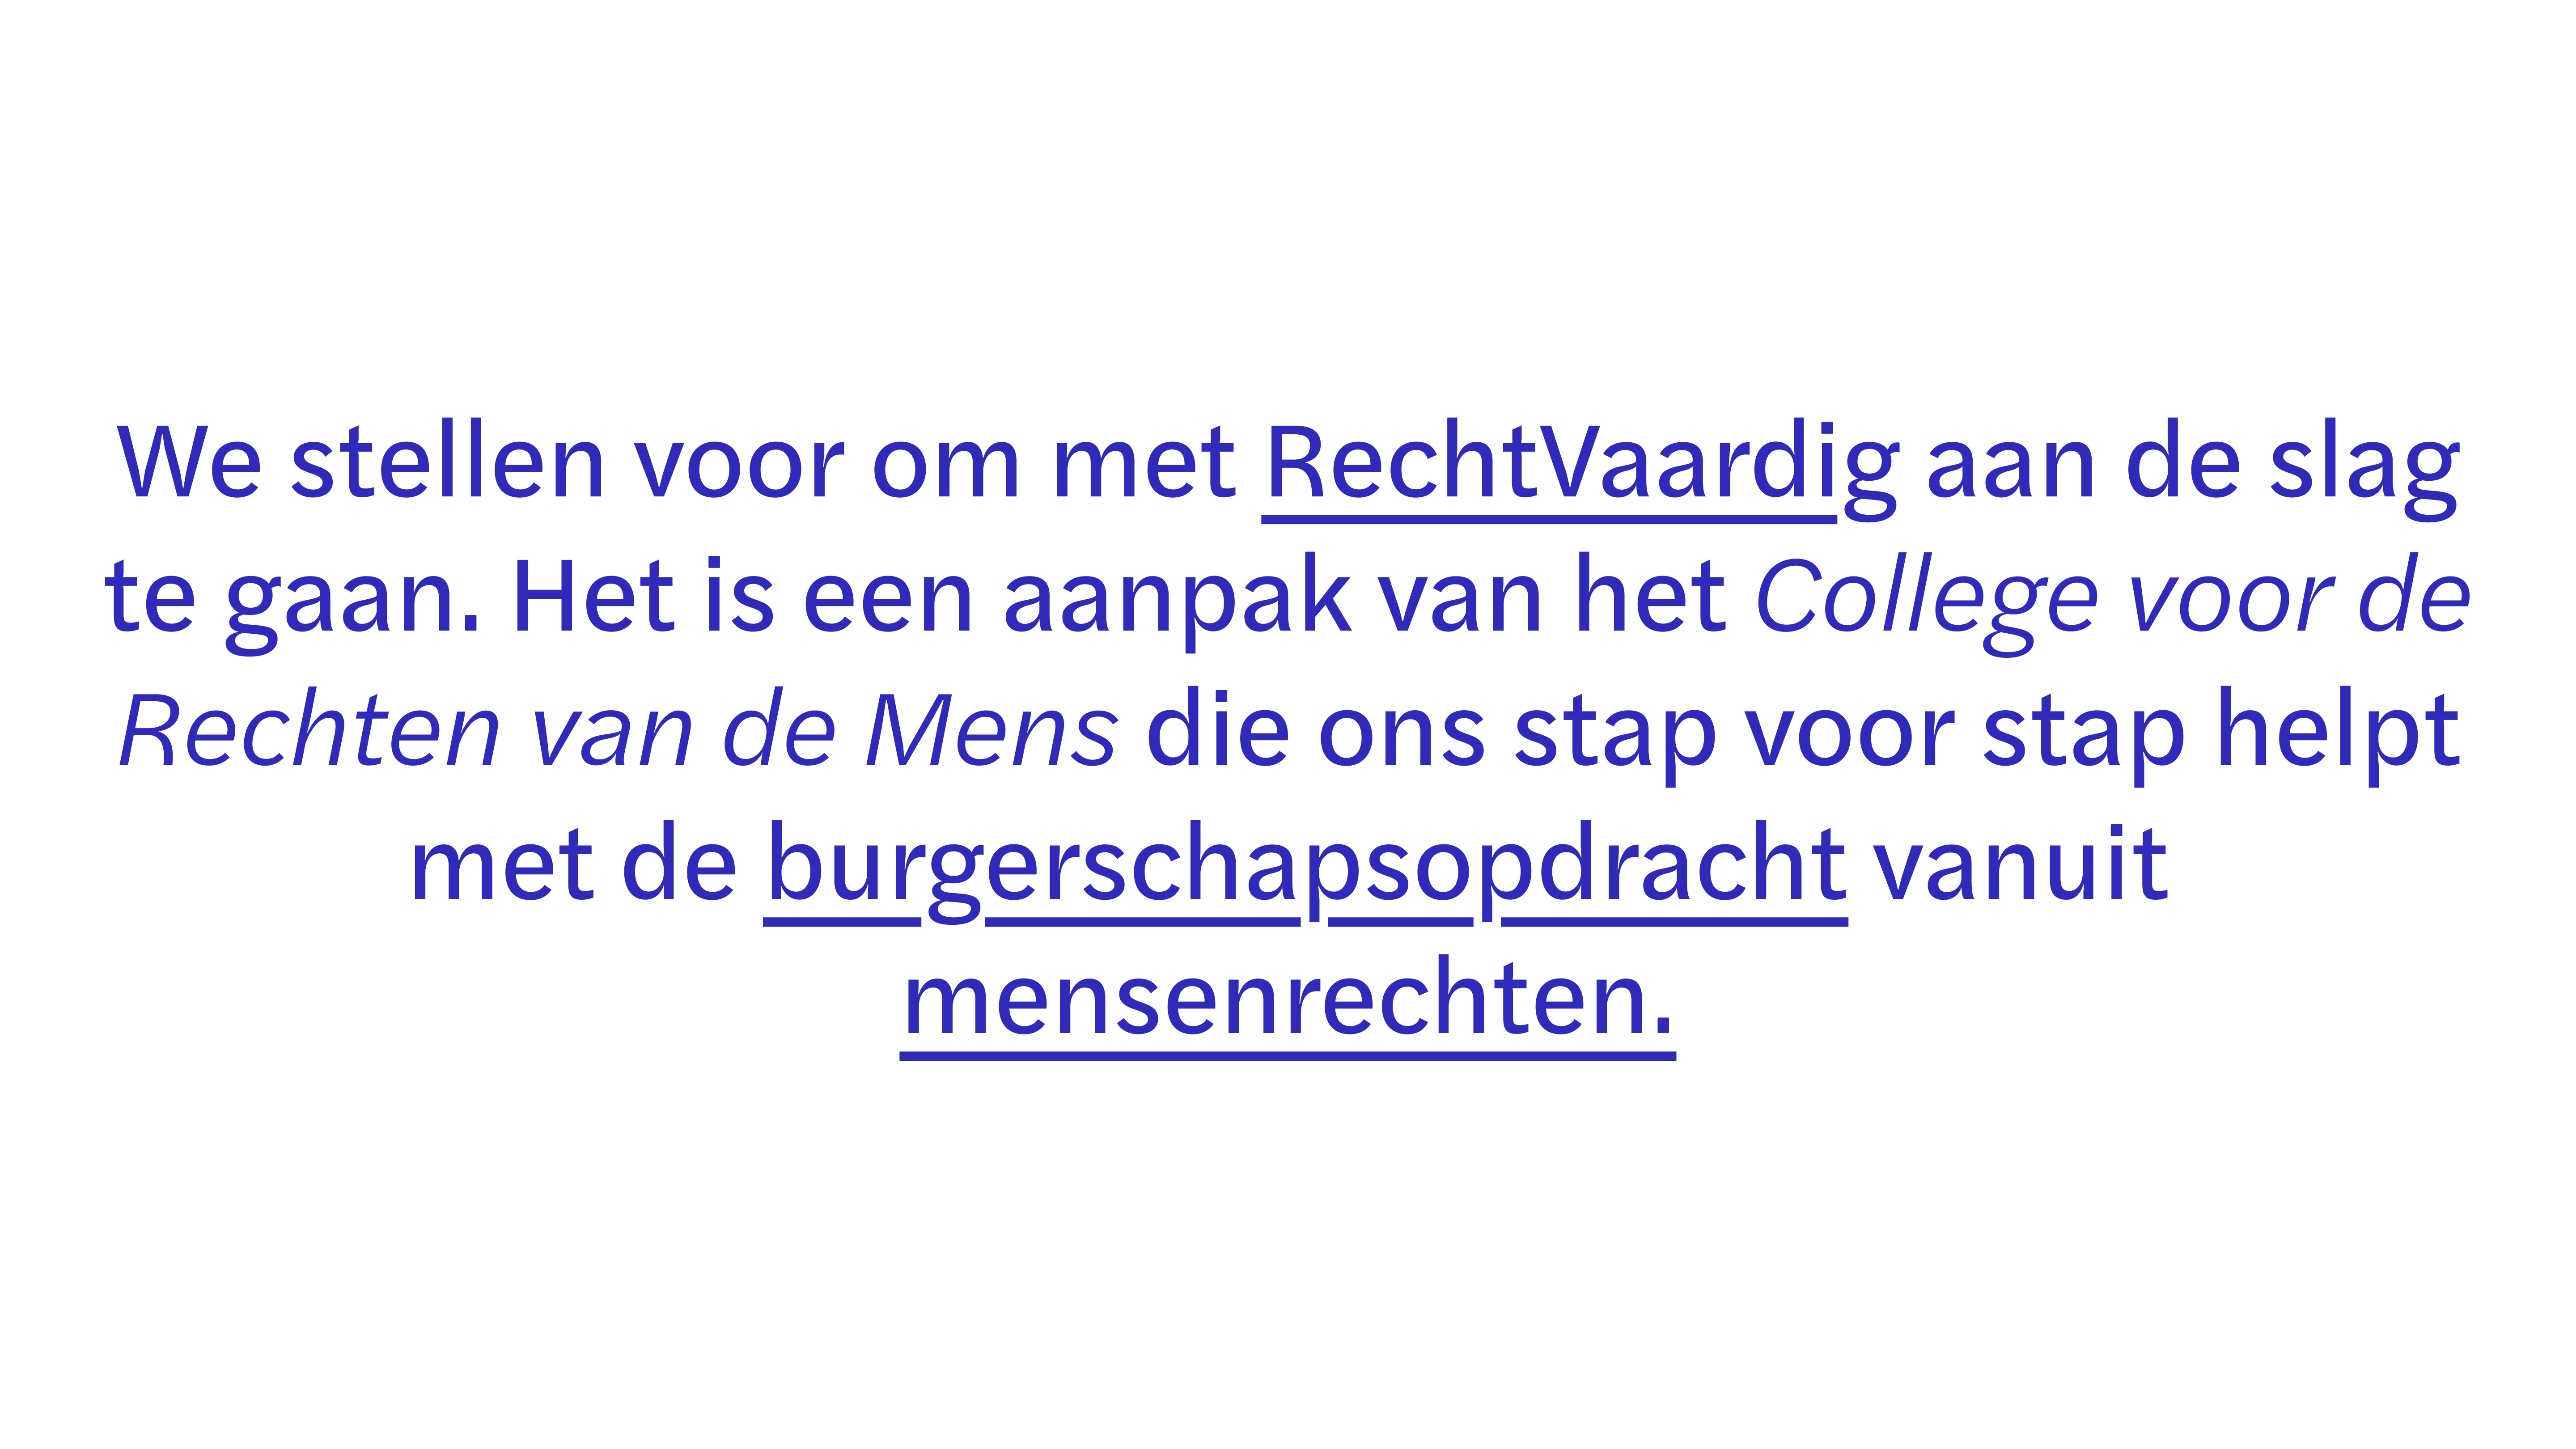 We stellen voor om met RechtVaardig aan de slag
te gaan. Het is een aanpak van het College voor de
Rechten van de Mens die ons stap voor stap helpt
met de burgerschapsopdracht vanuit
mensenrechten.